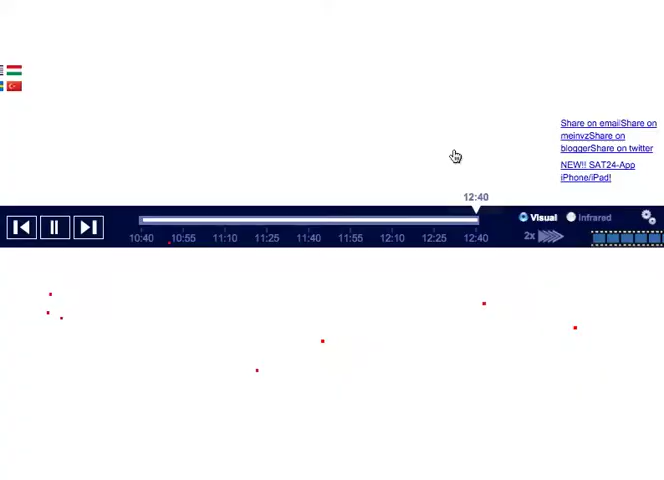 Share on emailShare on
meinvzShare on
bloggerShare on twitter
NEW!! SAT24-App
iPhone/iPad!
12:40
Visual Infrared
2x
10:40 10:55 11:10 11:25 11:40 11:55 12:10 12:25 12:40